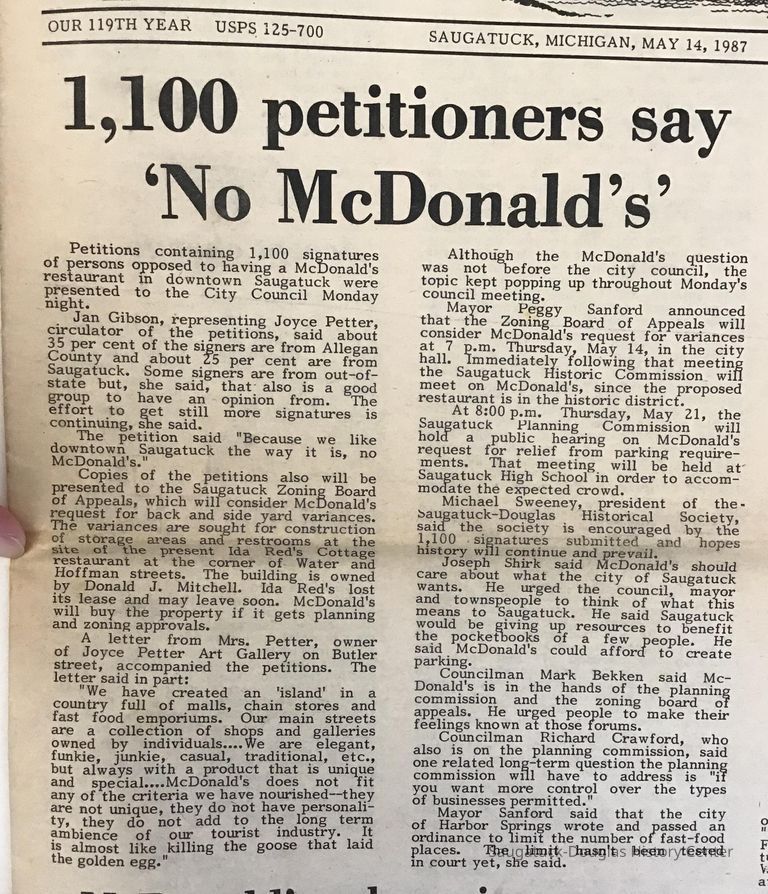 OUR 119TH YEAR USPS 125-700
SAUGATUCK, MICHIGAN, MAY 14, 1987
1,100 petitioners say
'No McDonald's'
Petitions containing 1,100 signatures
of persons opposed to having a McDonald's
restaurant in downtown Saugatuck were
presented to the City Council Monday
night.
Jan Gibson, representing Joyce Petter,
circulator of the petitions, said about
35 per cent of the signers are from Allegan
County and about 25 per cent are from
Saugatuck. Some signers are from out-of-
state but, she said, that also is a good
group to have an opinion from. The
effort to get still more signatures is
continuing, she said.
The petition said "Because we like
downtown Saugatuck the way it is, no
McDonald's."
Copies of the petitions also will be
presented to the Saugatuck Zoning Board
of Appeals, which will consider McDonald's
request for back and side yard variances.
The variances are sought for construction
of storage areas and restrooms at the
site of the present Ida Red's Cottage
restaurant at the corner of Water and
Hoffman streets. The building is owned
by Donald J. Mitchell. Ida Red's lost
its lease and may leave soon. McDonald's
will buy the property if it gets planning
and zoning approvals.
A letter from Mrs. Petter, owner
of Joyce Petter Art Gallery on Butler
street, accompanied the petitions. The
letter said in part:
"We have created an 'island' in a
country full of malls, chain stores and
fast food emporiums. Our main streets
are a collection of shops and galleries
owned by individuals....We are elegant,
funkie, junkie, casual, traditional, etc.,
but always with a product that is unique
and special....McDonald's does not fit
any of the criteria we have nourished--they
are not unique, they do not have personali-
ty, they do not add to the long term
ambience of our tourist industry. It
is almost like killing the goose that laid
the golden egg."
Although the McDonald's question
was not before the city council, the
topic kept popping up throughout Monday's
council meeting.
Mayor Peggy Sanford announced
that the Zoning Board of Appeals will
consider McDonald's request for variances
at 7 p.m. Thursday, May 14, in the city
hall. Immediately following that meeting
the Saugatuck Historic Commission will
meet on McDonald's, since the proposed
restaurant is in the historic district.
At 8:00 p.m. Thursday, May 21, the
Saugatuck Planning Commission will
hold a public hearing on McDonald's
request for relief from parking require-
ments. That meeting will be held at
Saugatuck High School in order to accom-
modate the expected crowd.
Michael Sweeney, president of the
Saugatuck-Douglas Historical Society,
said the society is encouraged by the
1,100 signatures submitted and hopes
history will continue and prevail.
Joseph Shirk said McDonald's should
care about what the city of Saugatuck
wants. He urged the council, mayor
and townspeople to think of what this
means to Saugatuck. He said Saugatuck
would be giving up resources to benefit
the pocketbooks of a few people. He
said McDonald's could afford to create
parking.
Councilman Mark Bekken said Mc-
Donald's is in the hands of the planning
commission and the zoning board of
appeals. He urged people to make their
feelings known at those forums.
Councilman Richard Crawford, who
also is on the planning commission, said
one related long-term question the planning
commission will have to address is "if
you want more control over the types
of businesses permitted."
Mayor Sanford said that the city
of Harbor Springs wrote and passed an
ordinance to limit the number of fast-food
places. The limit hasn't been tested
in court yet, she said.
Saugatuck-Douglas History Center